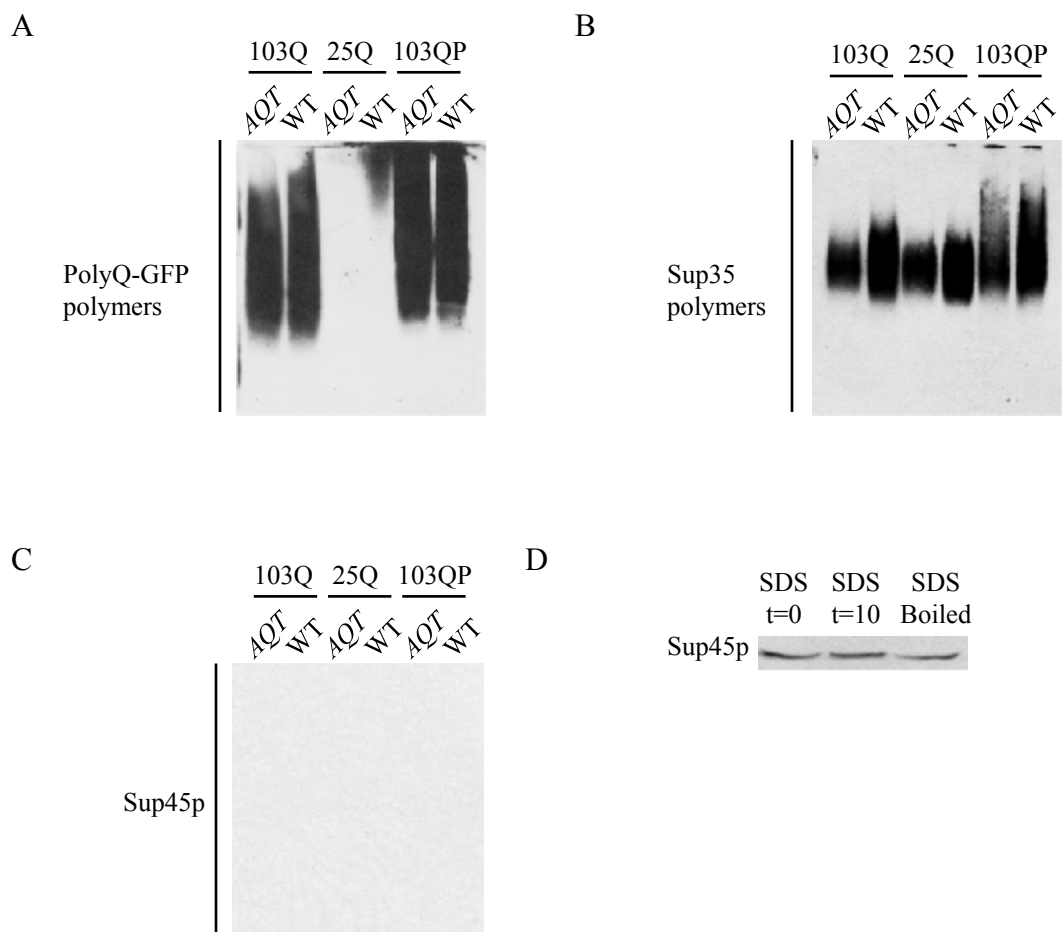 A
103Q 25Q 103QP
AQT WT AQT WT AQT WT
PolyQ-GFP
polymers
B
103Q 25Q 103QP
AQT WT AQT WT AQT WT
Sup35
polymers
C
103Q 25Q 103QP
AQT WT AQT WT AQT WT
Sup45p
D
SDS SDS SDS
t=0 t=10 Boiled
Sup45p